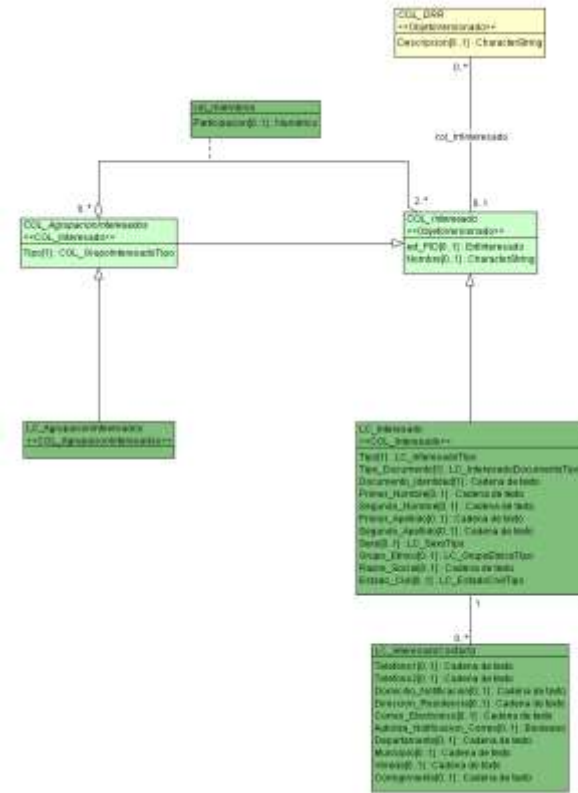 COL_DRR
<<ObjetoVersionado>>
Descripcion[0..1] : CharacterString
0..*
col_rrrInteresado
col_miembros
Participacion[0..1] : Numerico
0..*
2..*
0..1
COL_AgrupacionInteresados
<<COL_Interesado>>
Tipo[1] : COL_GrupoInteresadoTipo
COL_Interesado
<<ObjetoVersionado>>
ext_PID[0..1] : ExtInteresado
Nombre[0..1] : CharacterString
LC_AgrupacionInteresados
<<COL_AgrupacionInteresados>>
LC_Interesado
<<COL_Interesado>>
Tipo[1] : LC_InteresadoTipo
Tipo_Documento[1] : LC_InteresadoDocumentoTipo
Documento_Identidad[1] : Cadena de texto
Primer_Nombre[0..1] : Cadena de texto
Segundo_Nombre[0..1] : Cadena de texto
Primer_Apellido[0..1] : Cadena de texto
Segundo_Apellido[0..1] : Cadena de texto
Sexo[0..1] : LC_SexoTipo
Grupo_Etnico[0..1] : LC_GrupoEtnicoTipo
Razon_Social[0..1] : Cadena de texto
Estado_Civil[0..1] : LC_EstadoCivilTipo
1
0..*
LC_InteresadoContacto
Telefono1[0..1] : Cadena de texto
Telefono2[0..1] : Cadena de texto
Domicilio_Notificacion[0..1] : Cadena de texto
Direccion_Residencia[0..1] : Cadena de texto
Correo_Electronico[0..1] : Cadena de texto
Autoriza_Notificacion_Correo[0..1] : Booleano
Departamento[0..1] : Cadena de texto
Municipio[0..1] : Cadena de texto
Vereda[0..1] : Cadena de texto
Corregimiento[0..1] : Cadena de texto